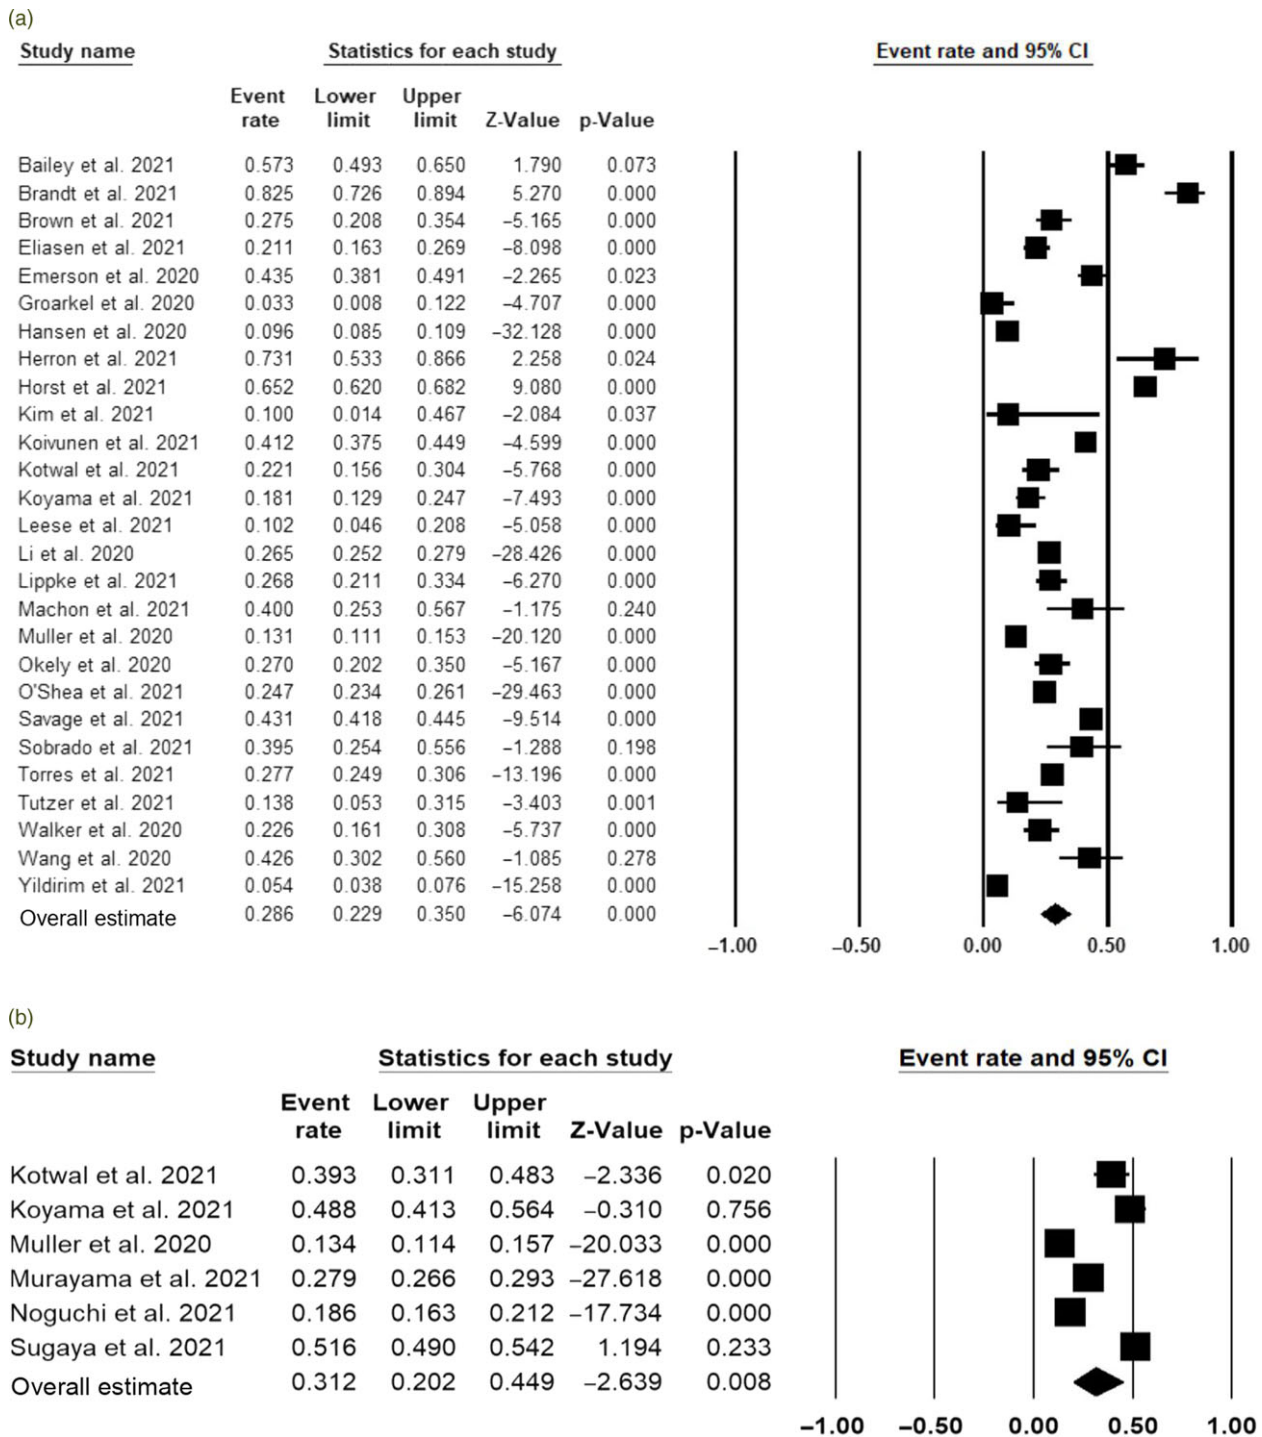 (a)
Study name Statistics for each study Event rate and 95% CI
Event Lower Upper
rate limit limit Z-Value p-Value
Bailey et al. 2021 0.573 0.493 0.650 1.790 0.073
Brandt et al. 2021 0.825 0.726 0.894 5.270 0.000
Brown et al. 2021 0.275 0.208 0.354 −5.165 0.000
Eliasen et al. 2021 0.211 0.163 0.269 −8.098 0.000
Emerson et al. 2020 0.435 0.381 0.491 −2.265 0.023
Groarkel et al. 2020 0.033 0.008 0.122 −4.707 0.000
Hansen et al. 2020 0.096 0.085 0.109 −32.128 0.000
Herron et al. 2021 0.731 0.533 0.866 2.258 0.024
Horst et al. 2021 0.652 0.620 0.682 9.080 0.000
Kim et al. 2021 0.100 0.014 0.467 −2.084 0.037
Koivunen et al. 2021 0.412 0.375 0.449 −4.599 0.000
Kotwal et al. 2021 0.221 0.156 0.304 −5.768 0.000
Koyama et al. 2021 0.181 0.129 0.247 −7.493 0.000
Leese et al. 2021 0.102 0.046 0.208 −5.058 0.000
Li et al. 2020 0.265 0.252 0.279 −28.426 0.000
Lippke et al. 2021 0.268 0.211 0.334 −6.270 0.000
Machon et al. 2021 0.400 0.253 0.567 −1.175 0.240
Muller et al. 2020 0.131 0.111 0.153 −20.120 0.000
Okely et al. 2020 0.270 0.202 0.350 −5.167 0.000
O'Shea et al. 2021 0.247 0.234 0.261 −29.463 0.000
Savage et al. 2021 0.431 0.418 0.445 −9.514 0.000
Sobrado et al. 2021 0.395 0.254 0.556 −1.288 0.198
Torres et al. 2021 0.277 0.249 0.306 −13.196 0.000
Tutzer et al. 2021 0.138 0.053 0.315 −3.403 0.001
Walker et al. 2020 0.226 0.161 0.308 −5.737 0.000
Wang et al. 2020 0.426 0.302 0.560 −1.085 0.278
Yildirim et al. 2021 0.054 0.038 0.076 −15.258 0.000
Overall estimate 0.286 0.229 0.350 −6.074 0.000
−1.00 −0.50 0.00 0.50 1.00
(b)
Study name Statistics for each study Event rate and 95% CI
Event Lower Upper
rate limit limit Z-Value p-Value
Kotwal et al. 2021 0.393 0.311 0.483 −2.336 0.020
Koyama et al. 2021 0.488 0.413 0.564 −0.310 0.756
Muller et al. 2020 0.134 0.114 0.157 −20.033 0.000
Murayama et al. 2021 0.279 0.266 0.293 −27.618 0.000
Noguchi et al. 2021 0.186 0.163 0.212 −17.734 0.000
Sugaya et al. 2021 0.516 0.490 0.542 1.194 0.233
Overall estimate 0.312 0.202 0.449 −2.639 0.008
−1.00 −0.50 0.00 0.50 1.00